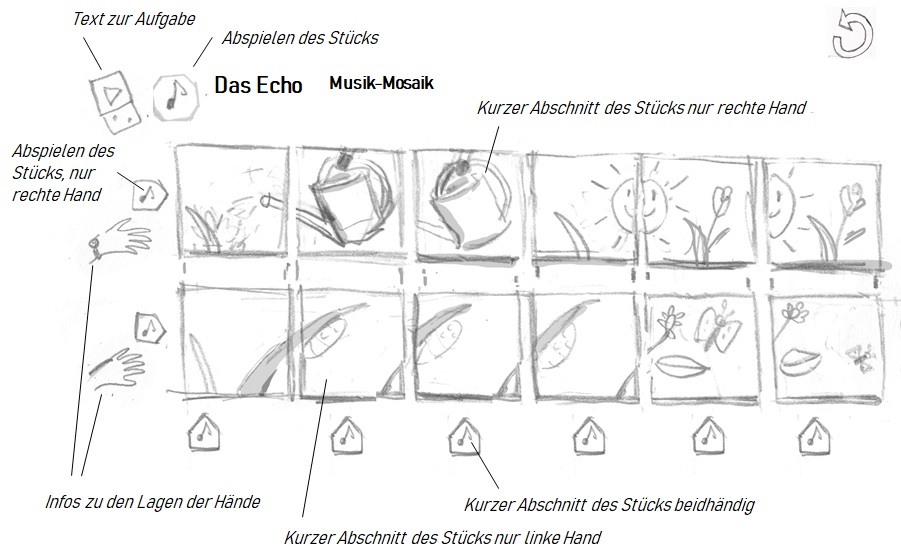 Text zur Aufgabe
Abspielen des Stücks
Das Echo
Musik-Mosaik
Kurzer Abschnitt des Stücks nur rechte Hand
Abspielen des
Stücks, nur
rechte Hand
Infos zu den Lagen der Hände
Kurzer Abschnitt des Stücks beidhändig
Kurzer Abschnitt des Stücks nur linke Hand